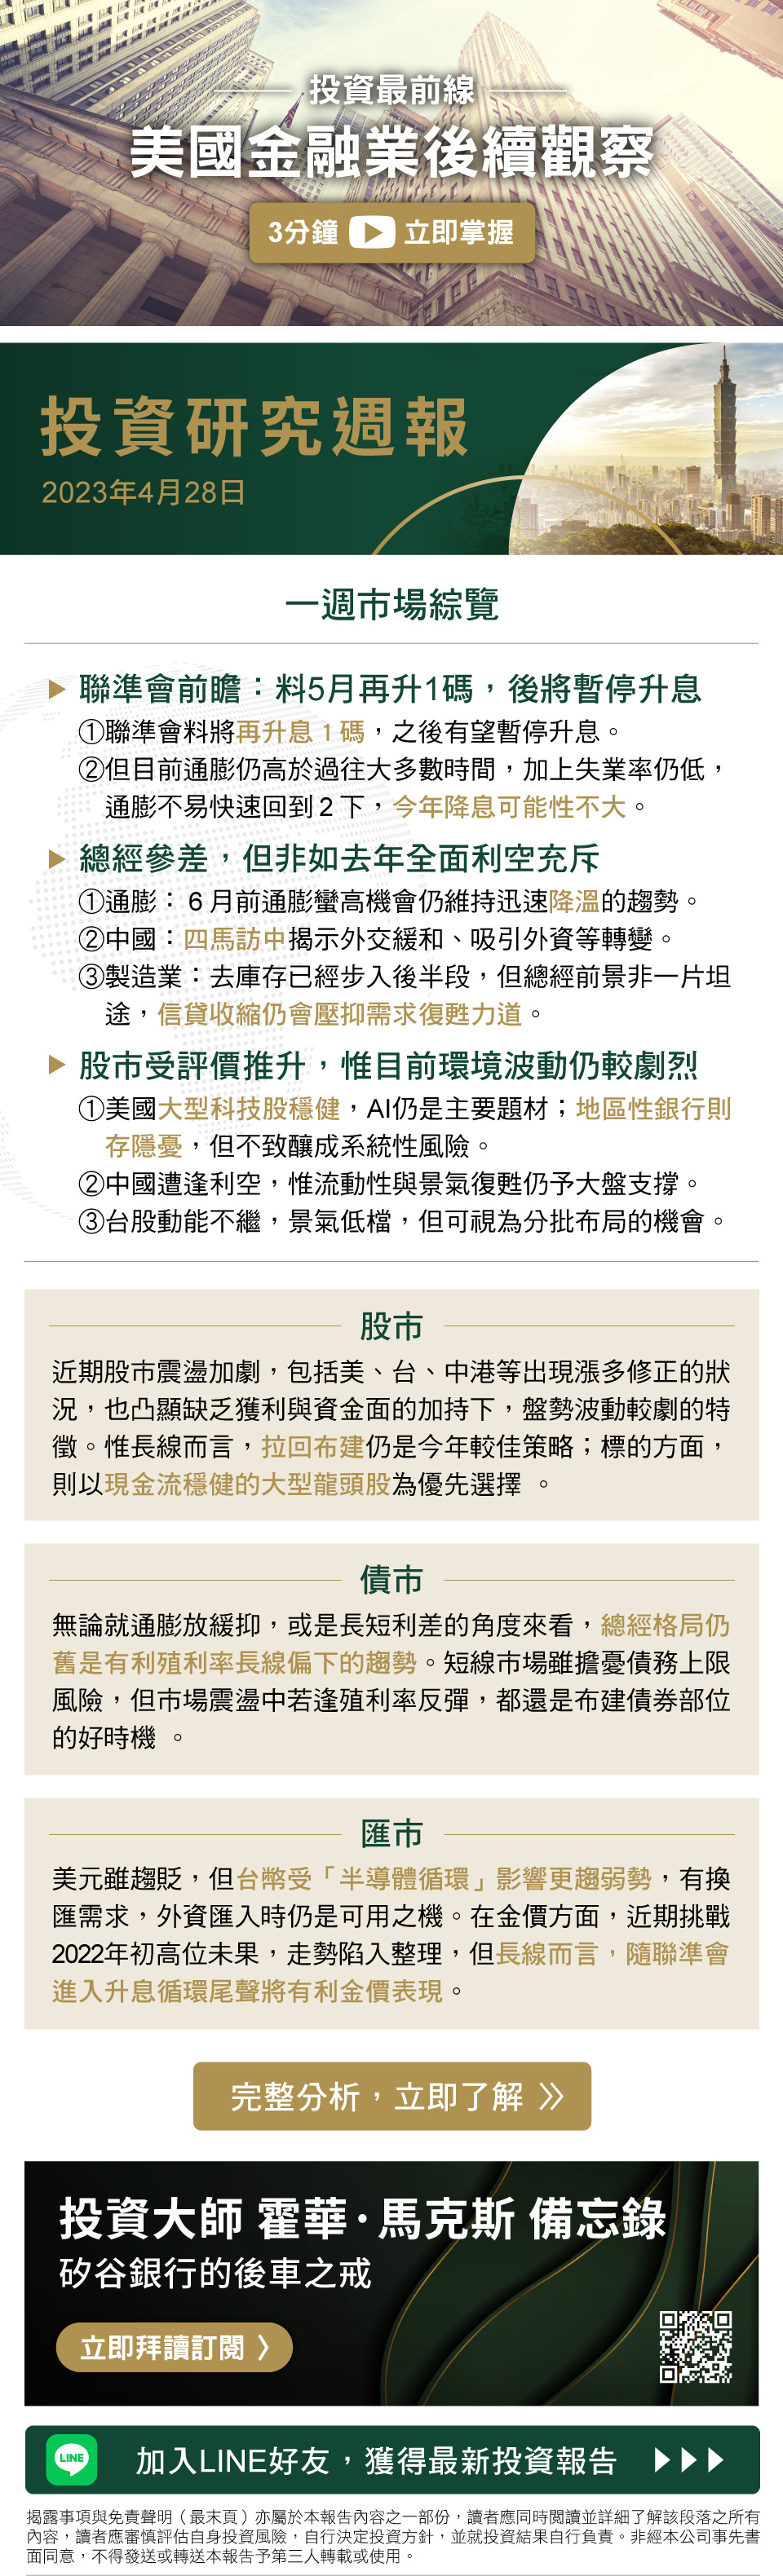 投資最前線
美國金融業後續觀察
3分鐘 立即掌握
投資研究週報
2023年4月28日
一週市場綜覽
聯準會前瞻：料5月再升1碼，後將暫停升息
①聯準會料將再升息 1 碼，之後有望暫停升息。
②但目前通膨仍高於過往大多數時間，加上失業率仍低，
通膨不易快速回到 2 下，今年降息可能性不大。
總經參差，但非如去年全面利空充斥
①通膨： 6 月前通膨蠻高機會仍維持迅速降溫的趨勢。
②中國：四馬訪中揭示外交緩和、吸引外資等轉變。
③製造業：去庫存已經步入後半段，但總經前景非一片坦
途，信貸收縮仍會壓抑需求復甦力道。
股市受評價推升，惟目前環境波動仍較劇烈
①美國大型科技股穩健，AI仍是主要題材；地區性銀行則
存隱憂，但不致釀成系統性風險。
②中國遭逢利空，惟流動性與景氣復甦仍予大盤支撐。
③台股動能不繼，景氣低檔，但可視為分批布局的機會。
股市
近期股市震盪加劇，包括美、台、中港等出現漲多修正的狀
況，也凸顯缺乏獲利與資金面的加持下，盤勢波動較劇的特
徵。惟長線而言，拉回布建仍是今年較佳策略；標的方面，
則以現金流穩健的大型龍頭股為優先選擇 。
債市
無論就通膨放緩抑，或是長短利差的角度來看，總經格局仍
舊是有利殖利率長線偏下的趨勢。短線市場雖擔憂債務上限
風險，但市場震盪中若逢殖利率反彈，都還是布建債券部位
的好時機 。
匯市
美元雖趨貶，但台幣受「半導體循環」影響更趨弱勢，有換
匯需求，外資匯入時仍是可用之機。在金價方面，近期挑戰
2022年初高位未果，走勢陷入整理，但長線而言，隨聯準會
進入升息循環尾聲將有利金價表現。
完整分析，立即了解
投資大師 霍華·馬克斯 備忘錄
矽谷銀行的後車之戒
立即拜讀訂閱
LINE
加入LINE好友，獲得最新投資報告
揭露事項與免責聲明（最末頁）亦屬於本報告內容之一部份，讀者應同時閱讀並詳細了解該段落之所有
內容，讀者應審慎評估自身投資風險，自行決定投資方針，並就投資結果自行負責。非經本公司事先書
面同意，不得發送或轉送本報告予第三人轉載或使用。